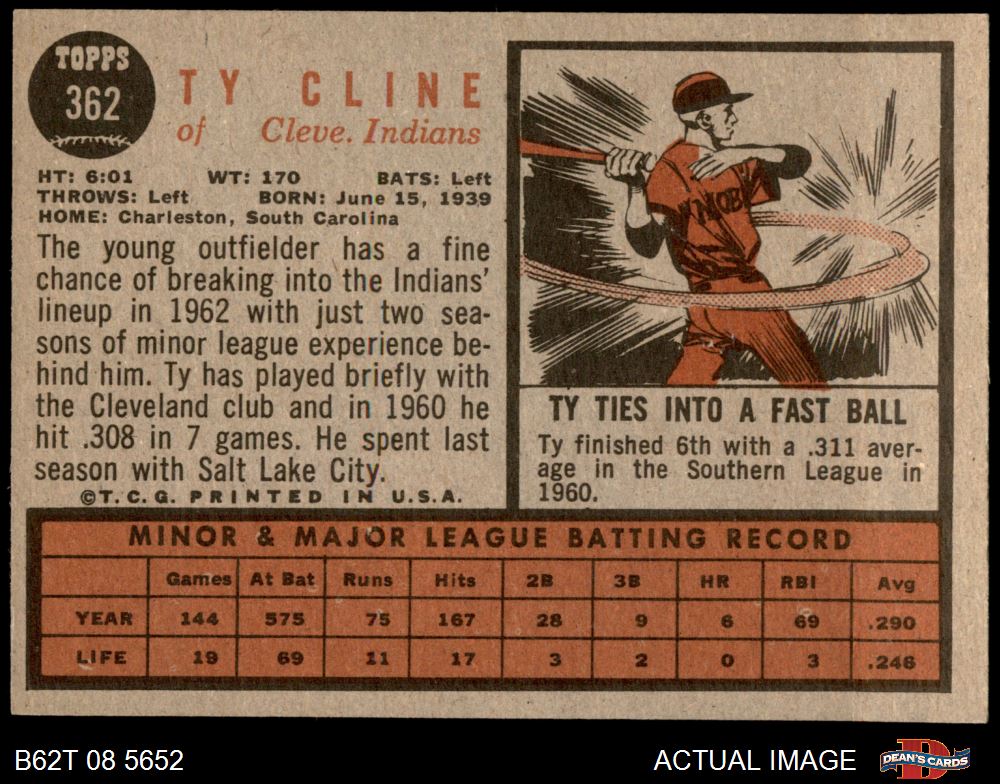 TOPPS
362
TY CLINE
of Cleve. Indians
HT: 6:01 WT: 170 BATS: Left
THROWS: Left BORN: June 15, 1939
HOME: Charleston, South Carolina
The young outfielder has a fine
chance of breaking into the Indians'
lineup in 1962 with just two sea-
sons of minor league experience be-
hind him. Ty has played briefly with
the Cleveland club and in 1960 he
hit .308 in 7 games. He spent last
season with Salt Lake City.
©T.C.G. PRINTED IN U.S.A.
MOB
TY TIES INTO A FAST BALL
Ty finished 6th with a .311 aver-
age in the Southern League in
1960.
MINOR & MAJOR LEAGUE BATTING RECORD
Games At Bat Runs Hits 2B 3B HR RBI Avg
YEAR 144 575 75 167 28 9 6 69 .290
LIFE 19 69 11 17 3 2 0 3 .246
B62T 08 5652
ACTUAL IMAGE
D
DEAN'S CARDS